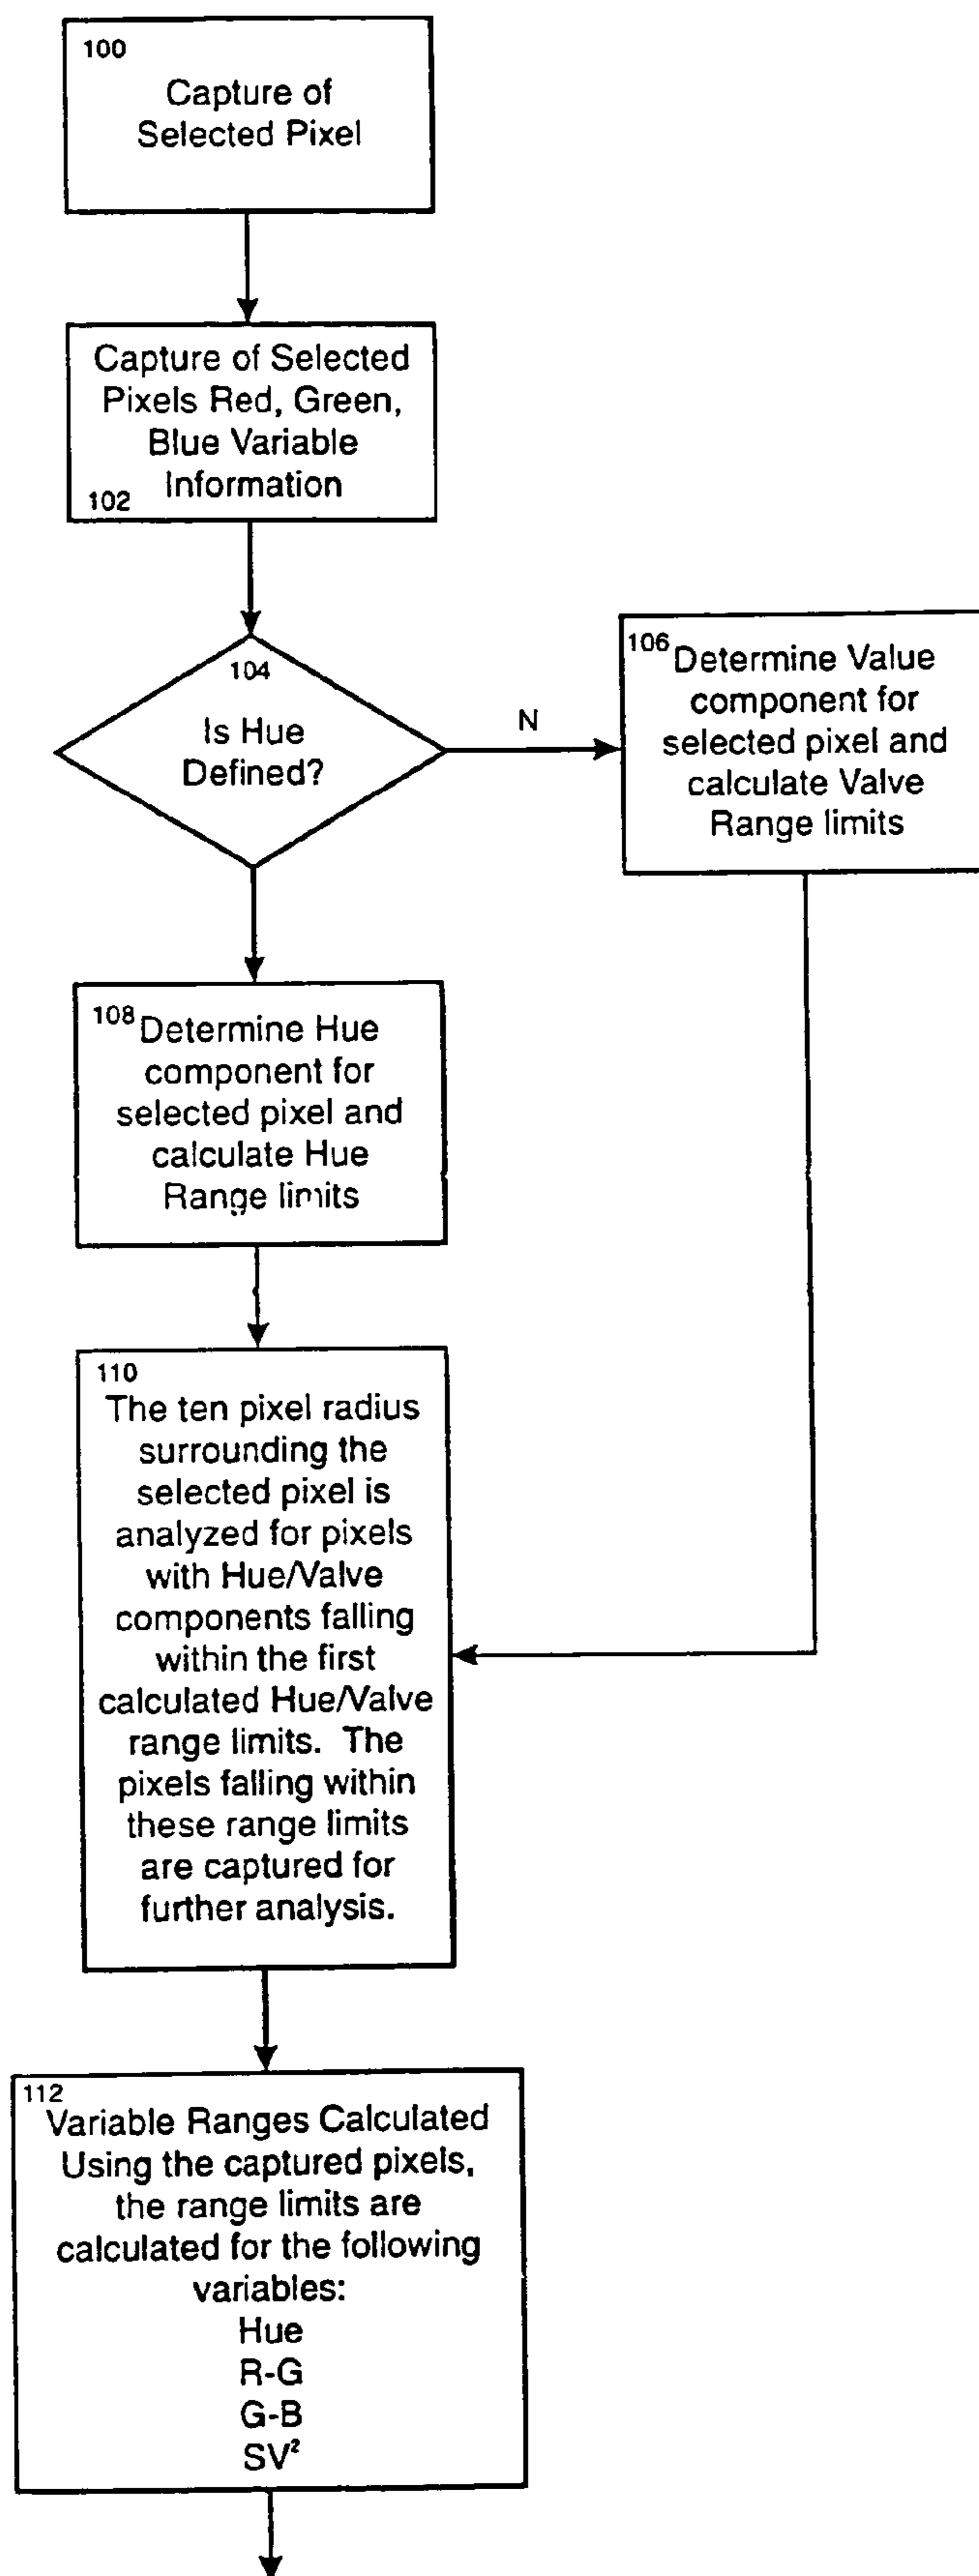 100
Capture of
Selected Pixel
Capture of Selected
Pixels Red, Green,
Blue Variable
Information
102
104
Is Hue
Defined?
N
106 Determine Value
component for
selected pixel and
calculate Valve
Range limits
108 Determine Hue
component for
selected pixel and
calculate Hue
Range limits
110
The ten pixel radius
surrounding the
selected pixel is
analyzed for pixels
with Hue/Valve
components falling
within the first
calculated Hue/Valve
range limits. The
pixels falling within
these range limits
are captured for
further analysis.
112
Variable Ranges Calculated
Using the captured pixels,
the range limits are
calculated for the following
variables:
Hue
R-G
G-B
SV²